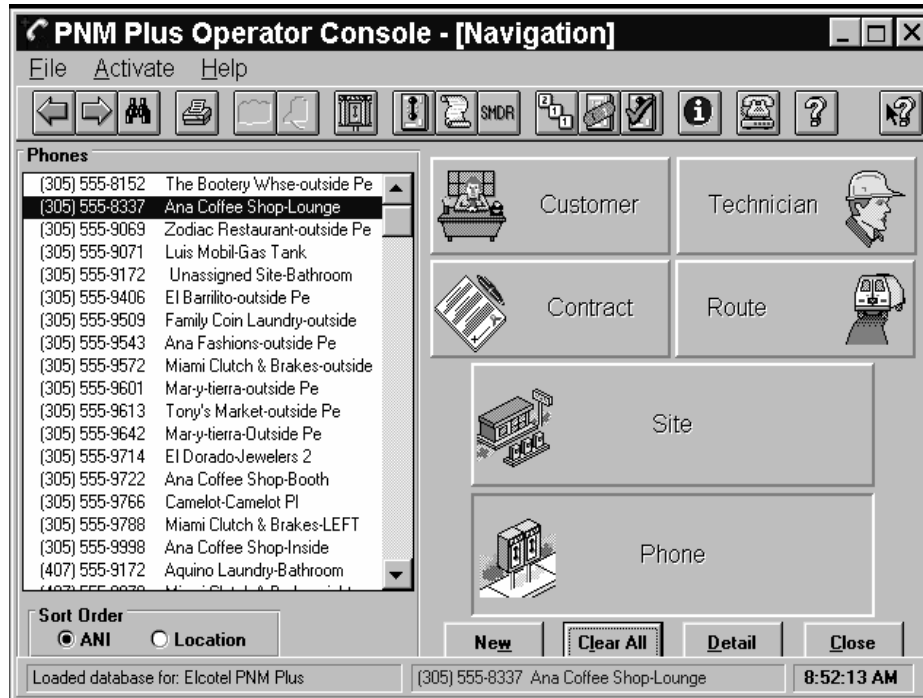 PNM Plus Operator Console - [Navigation]
File Activate Help
SMDR
Phones
(305) 555-8152 The Bootery Whse-outside Pe
(305) 555-8337 Ana Coffee Shop-Lounge
(305) 555-9069 Zodiac Restaurant-outside Pe
(305) 555-9071 Luis Mobil-Gas Tank
(305) 555-9172 Unassigned Site-Bathroom
(305) 555-9406 El Barrilito-outside Pe
(305) 555-9509 Family Coin Laundry-outside
(305) 555-9543 Ana Fashions-outside Pe
(305) 555-9572 Miami Clutch & Brakes-outside
(305) 555-9601 Mar-y-tierra-outside Pe
(305) 555-9613 Tony's Market-outside Pe
(305) 555-9642 Mar-y-tierra-Outside Pe
(305) 555-9714 El Dorado-Jewelers 2
(305) 555-9722 Ana Coffee Shop-Booth
(305) 555-9766 Camelot-Camelot Pl
(305) 555-9788 Miami Clutch & Brakes-LEFT
(305) 555-9998 Ana Coffee Shop-Inside
(407) 555-9172 Aquino Laundry-Bathroom
Sort Order
ANI Location
Customer
Technician
Contract
Route
Site
Phone
New Clear All Detail Close
Loaded database for: Elcotel PNM Plus (305) 555-8337 Ana Coffee Shop-Lounge 8:52:13 AM